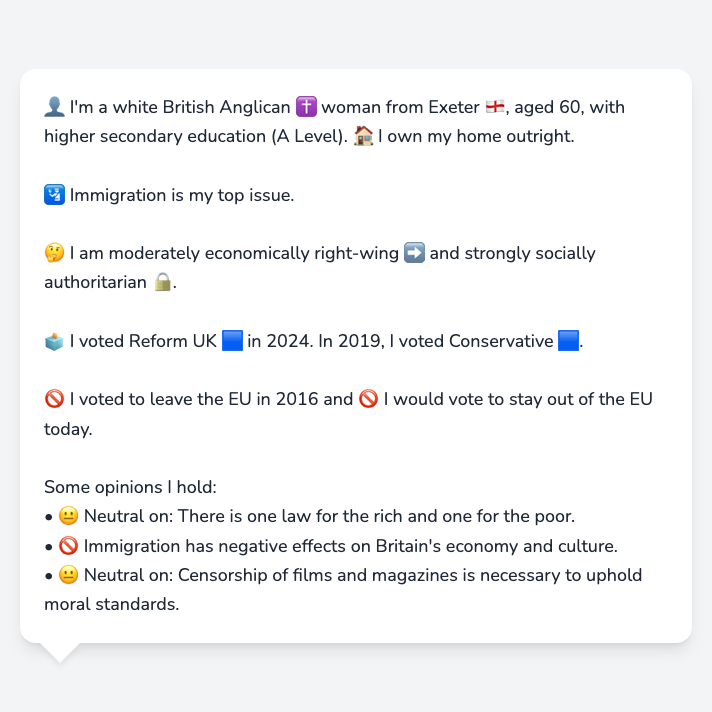 👤 I'm a white British Anglican ✝️ woman from Exeter 🏴󠁧󠁢󠁥󠁮󠁧󠁿, aged 60, with
higher secondary education (A Level). 🏠 I own my home outright.
🛂 Immigration is my top issue.
🤔 I am moderately economically right-wing ➡️ and strongly socially
authoritarian 🔒.
🗳️ I voted Reform UK 🟦 in 2024. In 2019, I voted Conservative 🟦.
🚫 I voted to leave the EU in 2016 and 🚫 I would vote to stay out of the EU
today.
Some opinions I hold:
• 😐 Neutral on: There is one law for the rich and one for the poor.
• 🚫 Immigration has negative effects on Britain's economy and culture.
• 😐 Neutral on: Censorship of films and magazines is necessary to uphold
moral standards.